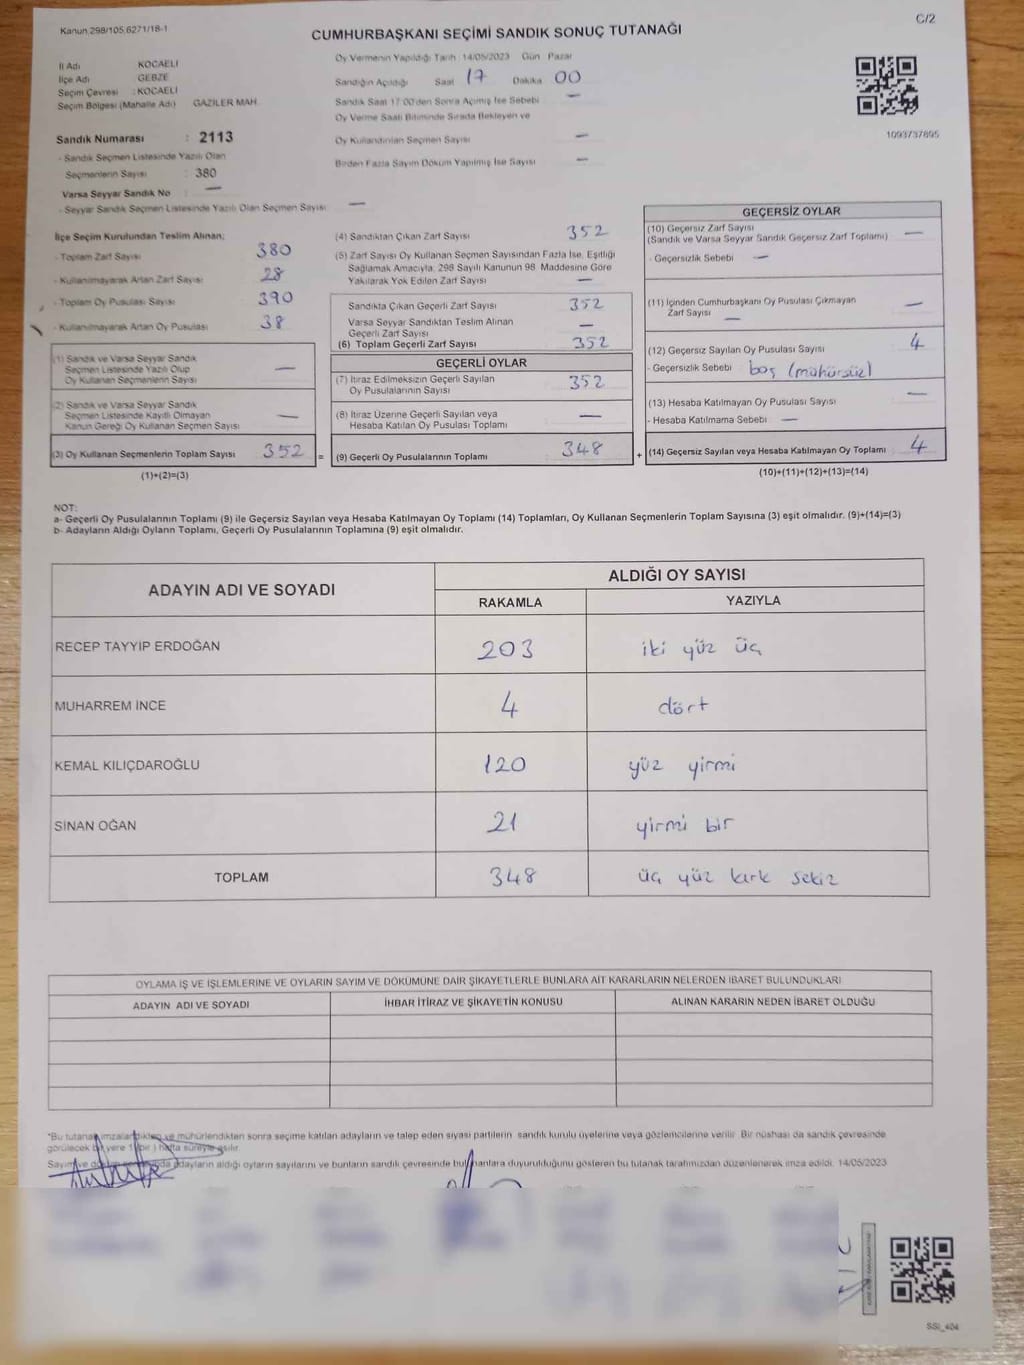 Kanun 298/105,6271/18-1
C/2
CUMHURBAŞKANI SEÇİMİ SANDIK SONUÇ TUTANAĞI
İl Adı KOCAELİ
İlçe Adı GEBZE
Seçim Çevresi : KOCAELİ
Seçim Bölgesi (Mahalle Adı) GAZİLER MAH.
Sandık Numarası : 2113
- Sandık Seçmen Listesinde Yazılı Olan
Seçmenlerin Sayısı : 380
Varsa Seyyar Sandık No : —
- Seyyar Sandık Seçmen Listesinde Yazılı Olan Seçmen Sayısı —
Oy Vermenin Yapıldığı Tarih : 14/05/2023 Gün Pazar
Sandığın Açıldığı Saat 17 Dakika 00
Sandık Saat 17:00'den Sonra Açılmış İse Sebebi —
Oy Verme Saati Bitiminde Sırada Bekleyen ve
Oy Kullandırılan Seçmen Sayısı —
Birden Fazla Sayım Döküm Yapılmış İse Sayısı —
1093737895
İlçe Seçim Kurulundan Teslim Alınan;
- Toplam Zarf Sayısı 380
- Kullanılmayarak Artan Zarf Sayısı 28
- Toplam Oy Pusulası Sayısı 390
- Kullanılmayarak Artan Oy Pusulası 38
(1) Sandık ve Varsa Seyyar Sandık
Seçmen Listesinde Yazılı Olup
Oy Kullanan Seçmenlerin Sayısı —
(2) Sandık ve Varsa Seyyar Sandık
Seçmen Listesinde Kayıtlı Olmayan
Kanun Gereği Oy Kullanan Seçmen Sayısı —
(3) Oy Kullanan Seçmenlerin Toplam Sayısı 352 =
(1)+(2)=(3)
(4) Sandıktan Çıkan Zarf Sayısı 352
(5) Zarf Sayısı Oy Kullanan Seçmen Sayısından Fazla İse, Eşitliği
Sağlamak Amacıyla, 298 Sayılı Kanunun 98. Maddesine Göre
Yakılarak Yok Edilen Zarf Sayısı —
Sandıkta Çıkan Geçerli Zarf Sayısı 352
Varsa Seyyar Sandıktan Teslim Alınan
Geçerli Zarf Sayısı —
(6) Toplam Geçerli Zarf Sayısı 352
GEÇERLİ OYLAR
(7) İtiraz Edilmeksizin Geçerli Sayılan
Oy Pusulalarının Sayısı 352
(8) İtiraz Üzerine Geçerli Sayılan veya
Hesaba Katılan Oy Pusulası Toplamı —
(9) Geçerli Oy Pusulalarının Toplamı 348 +
GEÇERSİZ OYLAR
(10) Geçersiz Zarf Sayısı
(Sandık ve Varsa Seyyar Sandık Geçersiz Zarf Toplamı) —
- Geçersizlik Sebebi —
(11) İçinden Cumhurbaşkanı Oy Pusulası Çıkmayan
Zarf Sayısı — —
(12) Geçersiz Sayılan Oy Pusulası Sayısı 4
- Geçersizlik Sebebi boş (mühürsüz)
(13) Hesaba Katılmayan Oy Pusulası Sayısı —
- Hesaba Katılmama Sebebi —
(14) Geçersiz Sayılan veya Hesaba Katılmayan Oy Toplamı 4
(10)+(11)+(12)+(13)=(14)
NOT:
a- Geçerli Oy Pusulalarının Toplamı (9) ile Geçersiz Sayılan veya Hesaba Katılmayan Oy Toplamı (14) Toplamları, Oy Kullanan Seçmenlerin Toplam Sayısına (3) eşit olmalıdır. (9)+(14)=(3)
b- Adayların Aldığı Oyların Toplamı, Geçerli Oy Pusulalarının Toplamına (9) eşit olmalıdır.
ADAYIN ADI VE SOYADI
ALDIĞI OY SAYISI
RAKAMLA YAZIYLA
RECEP TAYYİP ERDOĞAN 203 iki yüz üç
MUHARREM İNCE 4 dört
KEMAL KILIÇDAROĞLU 120 yüz yirmi
SİNAN OĞAN 21 yirmi bir
TOPLAM 348 üç yüz kırk sekiz
OYLAMA İŞ VE İŞLEMLERİNE VE OYLARIN SAYIM VE DÖKÜMÜNE DAİR ŞİKAYETLERLE BUNLARA AİT KARARLARIN NELERDEN İBARET BULUNDUKLARI
ADAYIN ADI VE SOYADI İHBAR İTİRAZ VE ŞİKAYETİN KONUSU ALINAN KARARIN NEDEN İBARET OLDUĞU
*Bu tutanak imzalandıktan ve mühürlendikten sonra seçime katılan adayların ve talep eden siyasi partilerin sandık kurulu üyelerine veya gözlemcilerine verilir. Bir nüshası da sandık çevresinde
görülecek bir yere 1 (bir ) hafta süreyle asılır.
Sayım ve adayların aldığı oyların sayılarını ve bunların sandık çevresinde duyurulduğunu gösteren bu tutanak tarafımızdan düzenlenerek imza edildi. 14/05/2023
SSİ_404